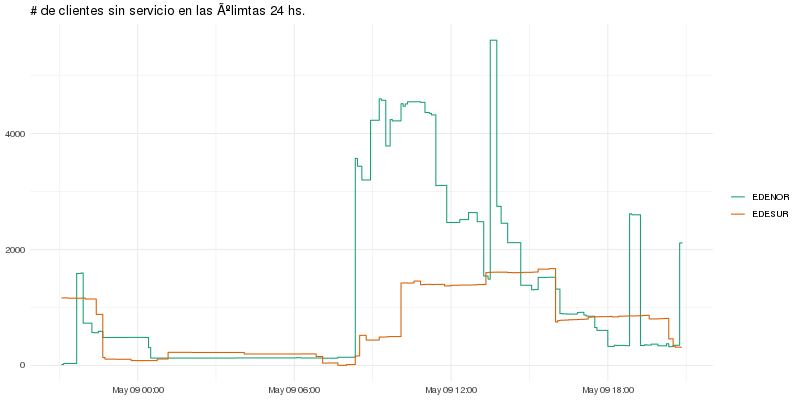 # de clientes sin servicio en las Ãºlimtas 24 hs.
4000
2000
0
May 09 00:00 May 09 06:00 May 09 12:00 May 09 18:00
EDENOR
EDESUR